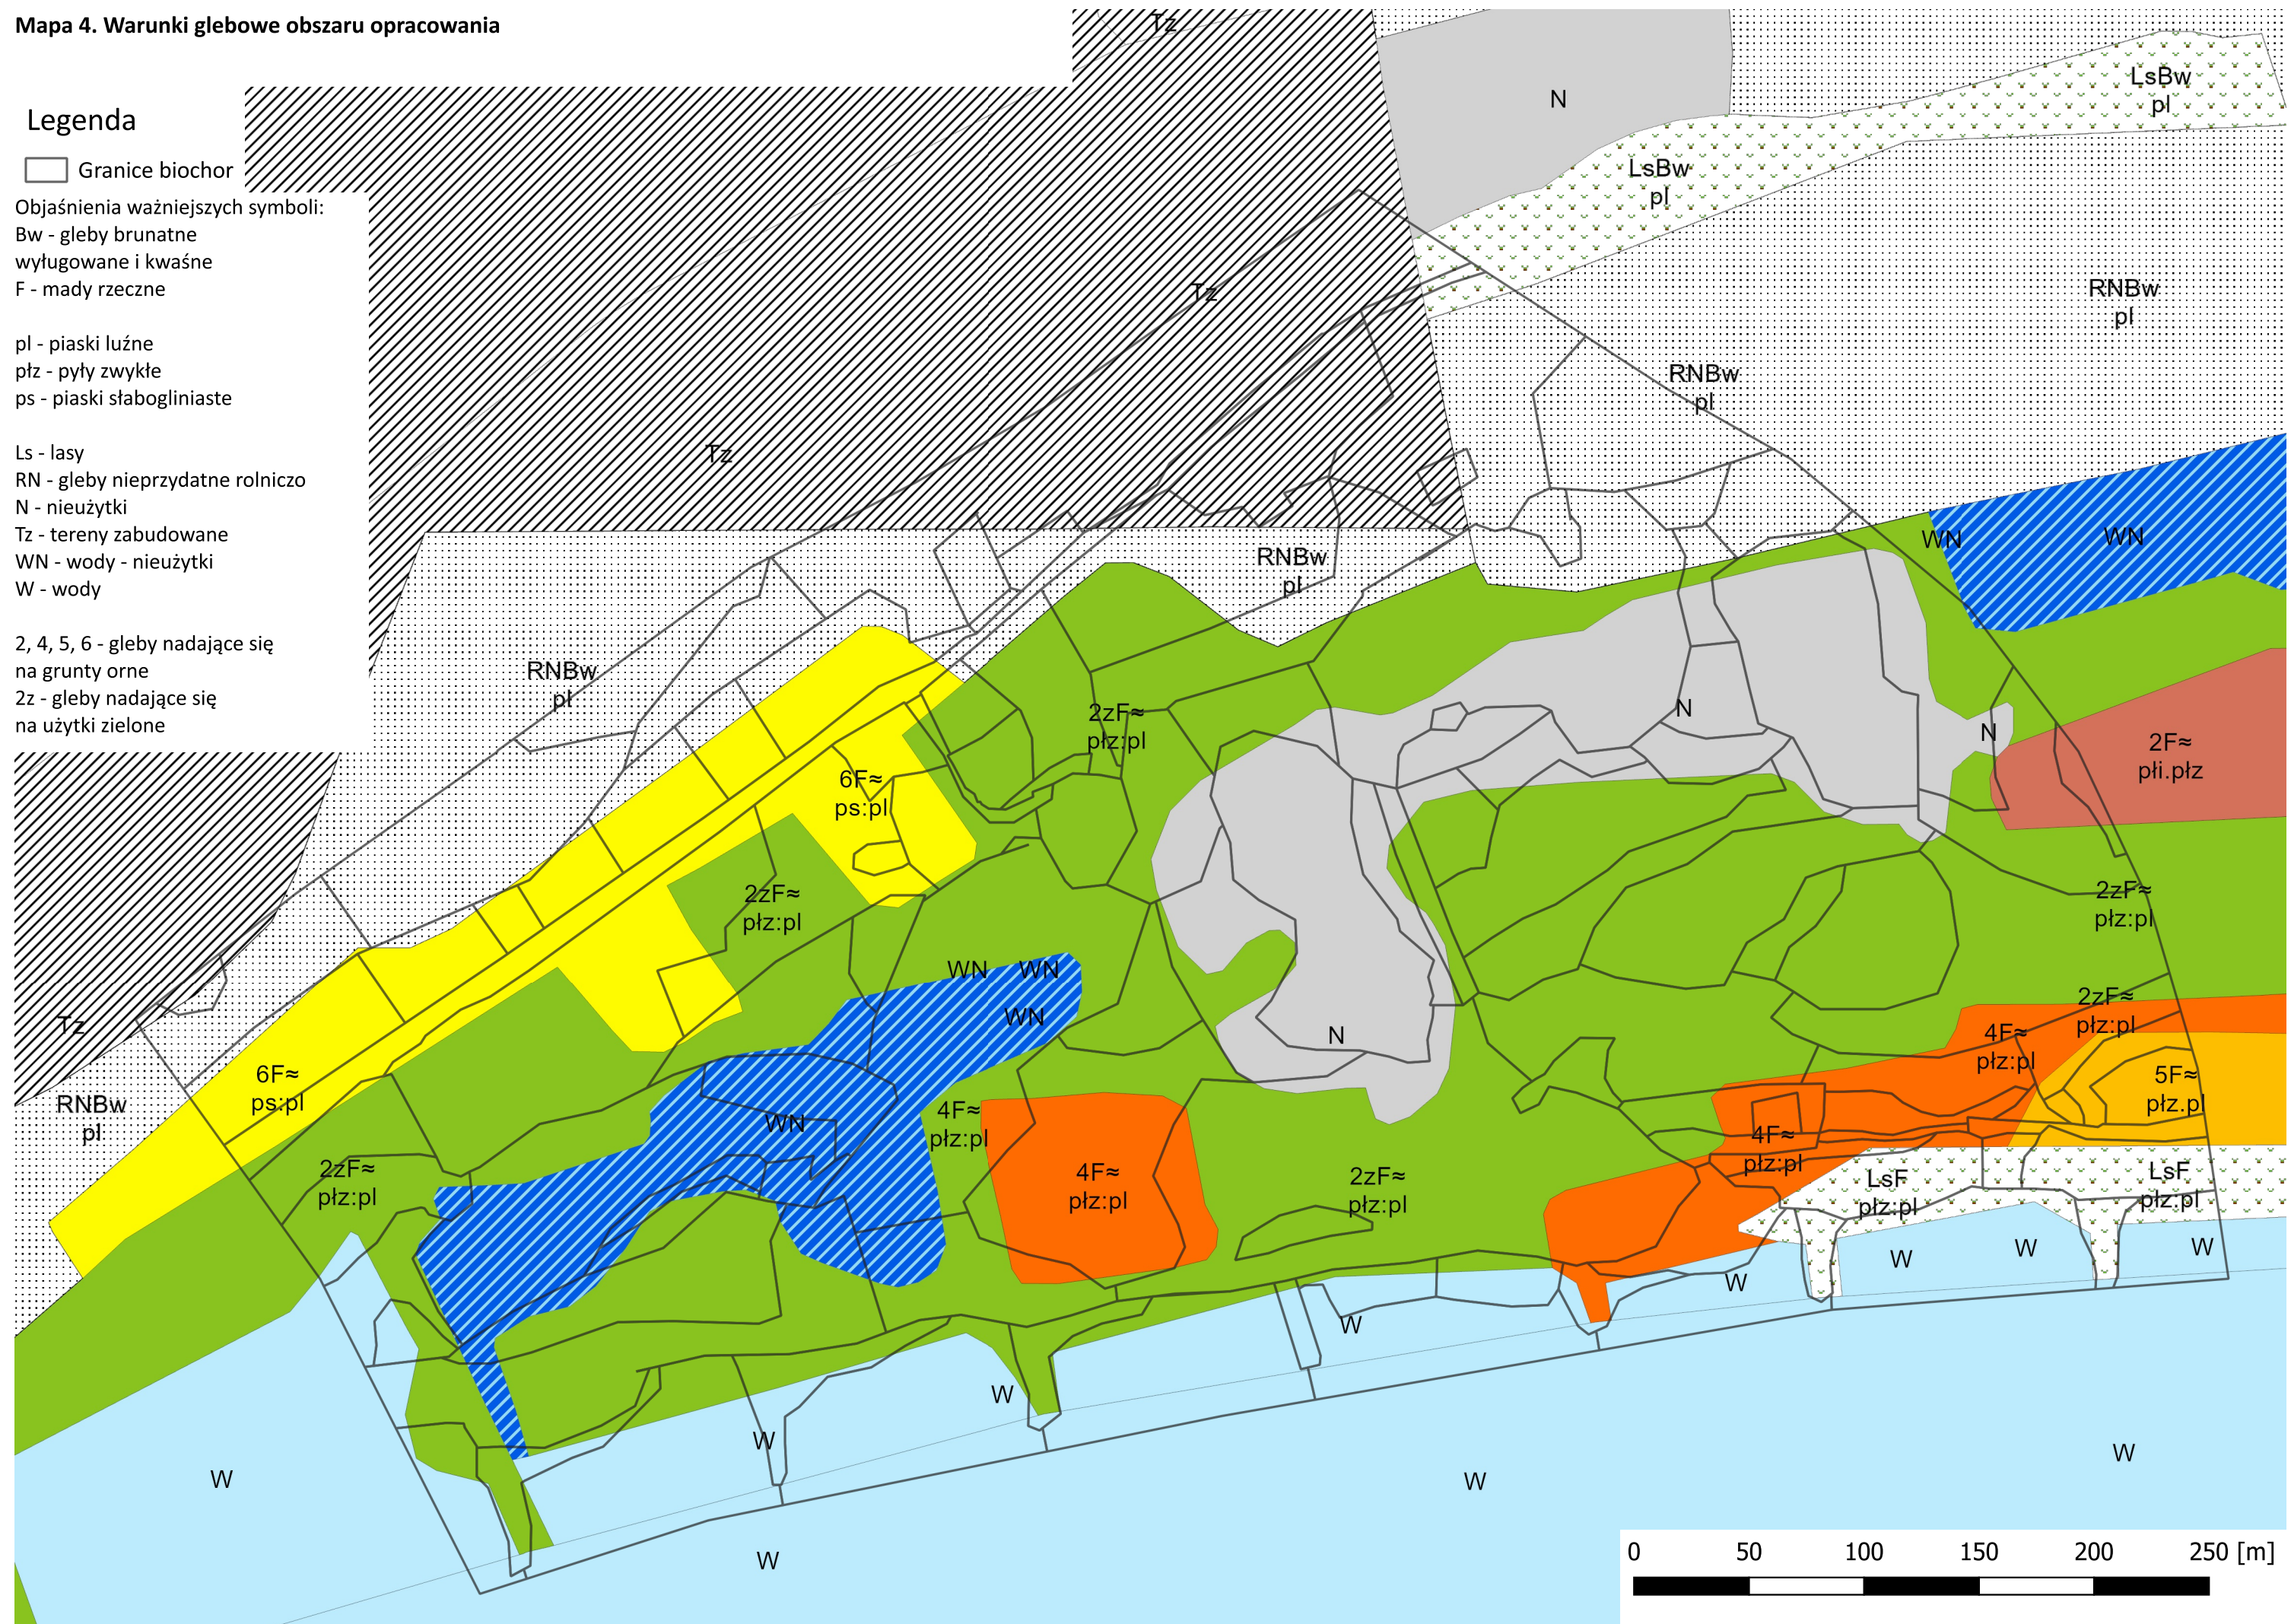 Mapa 4. Warunki glebowe obszaru opracowania
Legenda
Granice biochor
Objaśnienia ważniejszych symboli:
Bw - gleby brunatne
wyługowane i kwaśne
F - mady rzeczne
pl - piaski luźne
płz - pyły zwykłe
ps - piaski słabogliniaste
Ls - lasy
RN - gleby nieprzydatne rolniczo
N - nieużytki
Tz - tereny zabudowane
WN - wody - nieużytki
W - wody
2, 4, 5, 6 - gleby nadające się
na grunty orne
2z - gleby nadające się
na użytki zielone
Tz
N
LsBw
pl
LsBw
pl
Tz
RNBw
pl
RNBw
pl
Tz
WN
WN
RNBw
pl
RNBw
pl
2zF≈
płz:pl
N
N
2F≈
płi.płz
6F≈
ps:pl
2zF≈
płz:pl
2zF≈
płz:pl
WN
WN
WN
2zF≈
płz:pl
Tz
N
4F≈
płz:pl
6F≈
ps:pl
5F≈
płz.pl
RNBw
pl
4F≈
płz:pl
WN
4F≈
płz:pl
2zF≈
płz:pl
4F≈
płz:pl
2zF≈
płz:pl
LsF
płz:pl
LsF
płz:pl
W
W
W
W
W
W
W
W
W
W
W
0 50 100 150 200 250 [m]